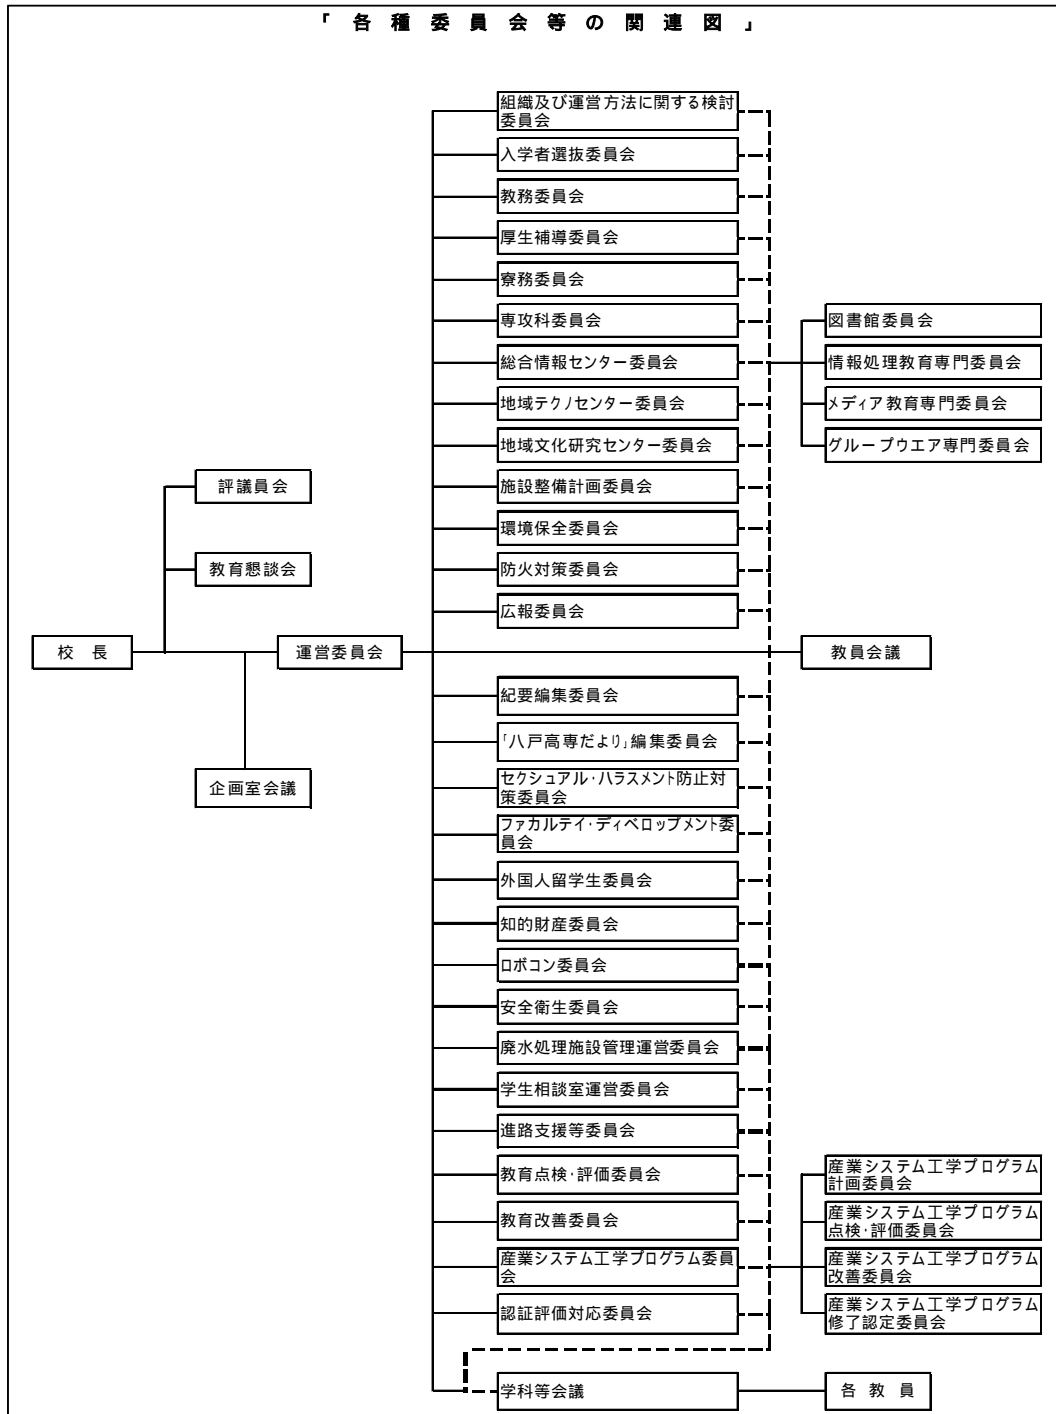 「各種委員会等の関連図」
組織及び運営方法に関する検討
委員会
入学者選抜委員会
教務委員会
厚生補導委員会
寮務委員会
専攻科委員会
総合情報センター委員会
地域テクノセンター委員会
地域文化研究センター委員会
施設整備計画委員会
環境保全委員会
防火対策委員会
広報委員会
図書館委員会
情報処理教育専門委員会
メディア教育専門委員会
グループウエア専門委員会
評議員会
教育懇談会
校 長
運営委員会
教員会議
企画室会議
紀要編集委員会
「八戸高専だより」編集委員会
セクシュアル・ハラスメント防止対
策委員会
ファカルテイ・ディベロップメント委
員会
外国人留学生委員会
知的財産委員会
ロボコン委員会
安全衛生委員会
廃水処理施設管理運営委員会
学生相談室運営委員会
進路支援等委員会
教育点検・評価委員会
教育改善委員会
産業システム工学プログラム委員
会
認証評価対応委員会
産業システム工学プログラム
計画委員会
産業システム工学プログラム
点検・評価委員会
産業システム工学プログラム
改善委員会
産業システム工学プログラム
修了認定委員会
学科等会議
各 教 員